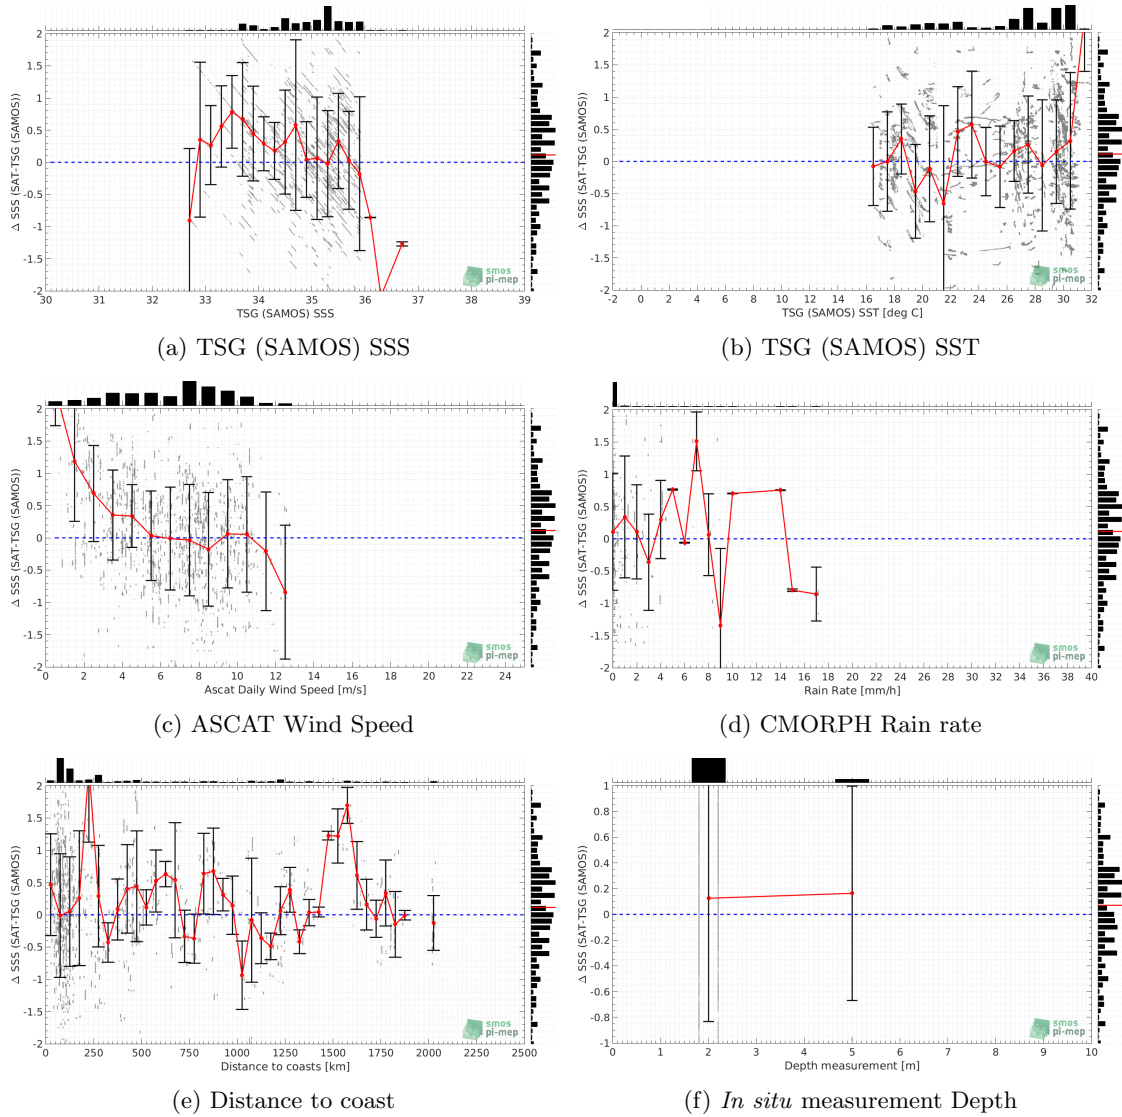 Δ SSS (SAT-TSG (SAMOS))
2
1.5
1
0.5
0
-0.5
-1
-1.5
-2
30 31 32 33 34 35 36 37 38 39
TSG (SAMOS) SSS
smos
pi-mep
(a) TSG (SAMOS) SSS
Δ SSS (SAT-TSG (SAMOS))
2
1.5
1
0.5
0
-0.5
-1
-1.5
-2
-2 0 2 4 6 8 10 12 14 16 18 20 22 24 26 28 30 32
TSG (SAMOS) SST [deg C]
smos
pi-mep
(b) TSG (SAMOS) SST
Δ SSS (SAT-TSG (SAMOS))
2
1.5
1
0.5
0
-0.5
-1
-1.5
-2
0 2 4 6 8 10 12 14 16 18 20 22 24
Ascat Daily Wind Speed [m/s]
smos
pi-mep
(c) ASCAT Wind Speed
Δ SSS (SAT-TSG (SAMOS))
2
1.5
1
0.5
0
-0.5
-1
-1.5
-2
0 2 4 6 8 10 12 14 16 18 20 22 24 26 28 30 32 34 36 38 40
Rain Rate [mm/h]
smos
pi-mep
(d) CMORPH Rain rate
Δ SSS (SAT-TSG (SAMOS))
2
1.5
1
0.5
0
-0.5
-1
-1.5
-2
0 250 500 750 1000 1250 1500 1750 2000 2250 2500
Distance to coasts [km]
smos
pi-mep
(e) Distance to coast
Δ SSS (SAT-TSG (SAMOS))
1
0.8
0.6
0.4
0.2
0
-0.2
-0.4
-0.6
-0.8
-1
0 1 2 3 4 5 6 7 8 9 10
Depth measurement [m]
smos
pi-mep
(f) In situ measurement Depth